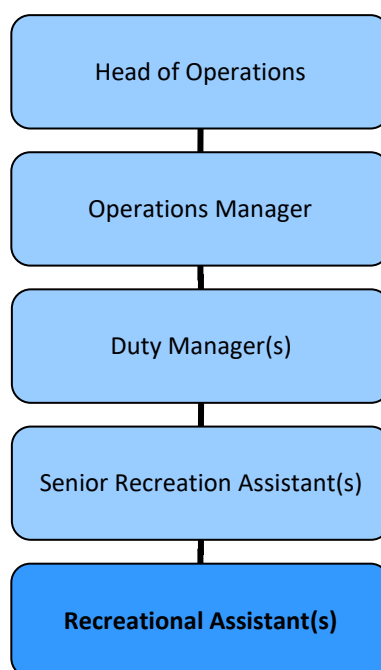 Head of Operations
Operations Manager
Duty Manager(s)
Senior Recreation Assistant(s)
Recreational Assistant(s)